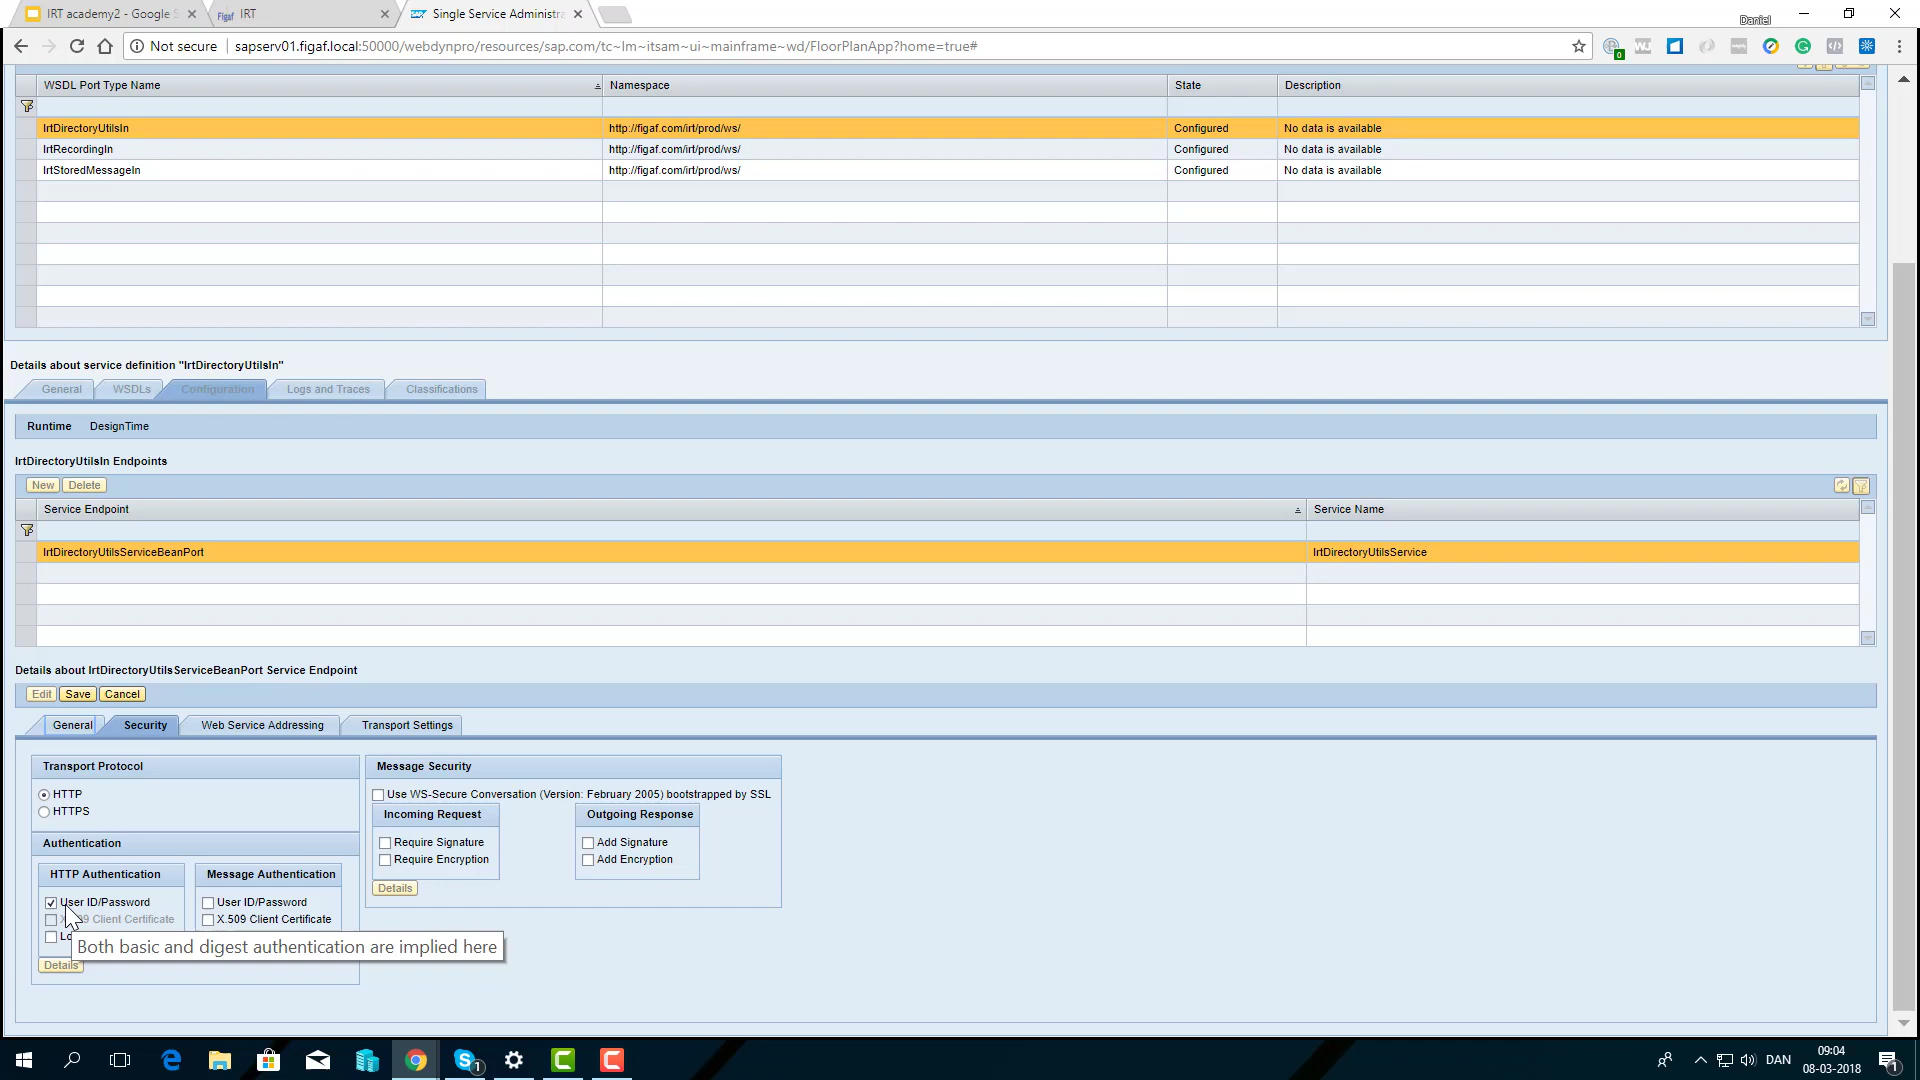 IRT academy2 - Google S
IRT
Single Service Administra
Daniel
Not secure
sapserv01.figaf.local:50000/webdynpro/resources/sap.com/tc~lm~itsam~ui~mainframe~wd/FloorPlanApp?home=true#
WSDL Port Type Name Namespace State Description
IrtDirectoryUtilsIn http://figaf.com/irt/prod/ws/ Configured No data is available
IrtRecordingIn http://figaf.com/irt/prod/ws/ Configured No data is available
IrtStoredMessageIn http://figaf.com/irt/prod/ws/ Configured No data is available
Details about service definition "IrtDirectoryUtilsIn"
General WSDLs Configuration Logs and Traces Classifications
Runtime DesignTime
IrtDirectoryUtilsIn Endpoints
New Delete
Service Endpoint Service Name
IrtDirectoryUtilsServiceBeanPort IrtDirectoryUtilsService
Details about IrtDirectoryUtilsServiceBeanPort Service Endpoint
Edit Save Cancel
General Security Web Service Addressing Transport Settings
Transport Protocol
HTTP
HTTPS
Authentication
HTTP Authentication
User ID/Password
09 Client Certificate
Message Authentication
User ID/Password
X.509 Client Certificate
Both basic and digest authentication are implied here
Details
Message Security
Use WS-Secure Conversation (Version: February 2005) bootstrapped by SSL
Incoming Request
Require Signature
Require Encryption
Outgoing Response
Add Signature
Add Encryption
Details
DAN
09:04
08-03-2018